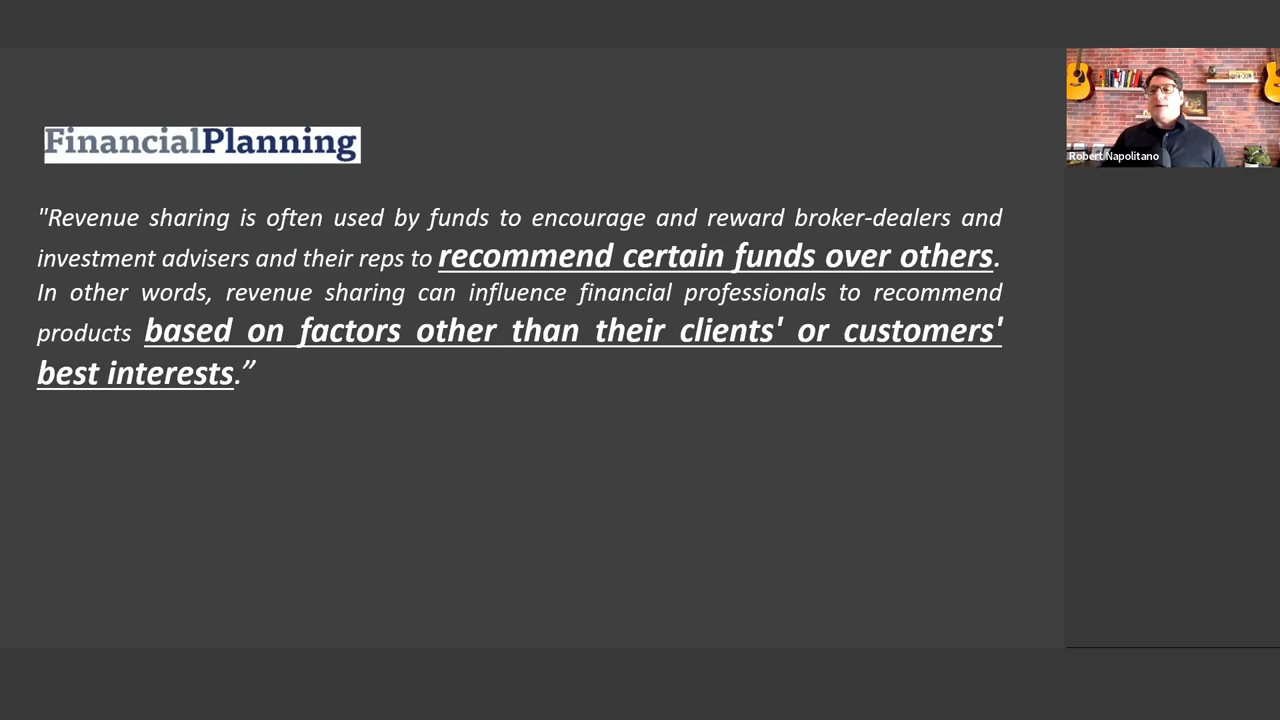 FinancialPlanning
"Revenue sharing is often used by funds to encourage and reward broker-dealers and
investment advisers and their reps to recommend certain funds over others.
In other words, revenue sharing can influence financial professionals to recommend
products based on factors other than their clients' or customers'
best interests.”
Robert Napolitano